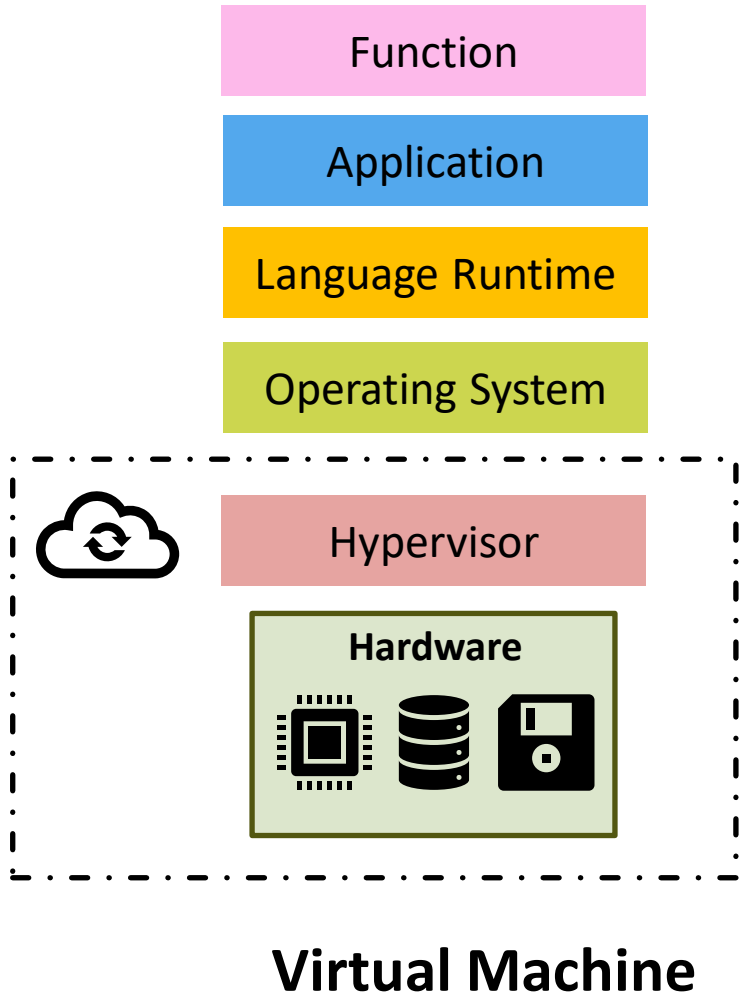 Function
Application
Language Runtime
Operating System
Hypervisor
Hardware
Virtual Machine